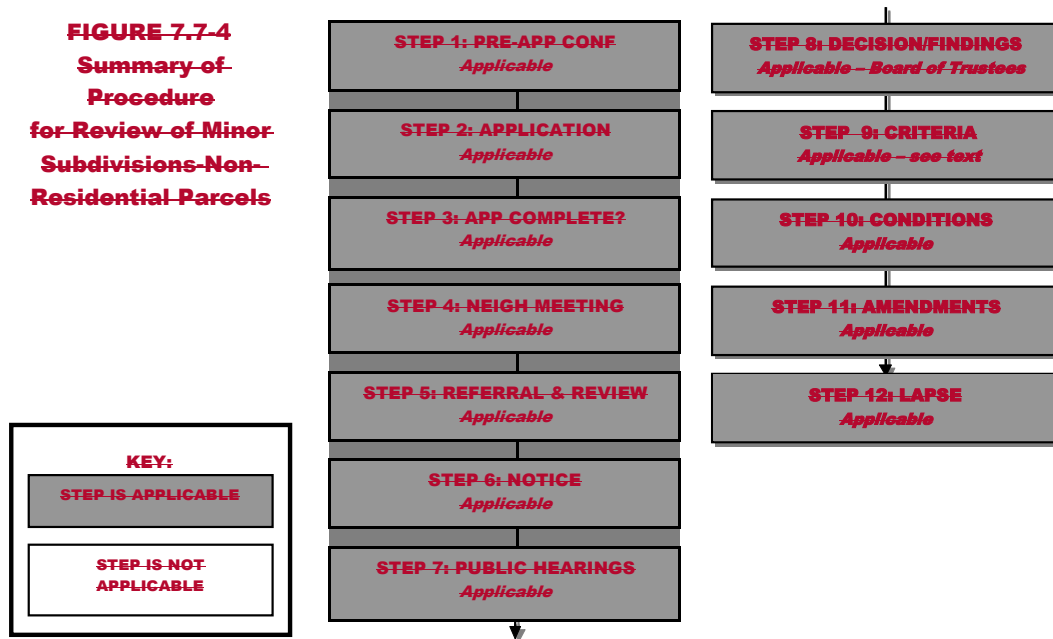 FIGURE 7.7-4
Summary of
Procedure
for Review of Minor
Subdivisions-Non-
Residential Parcels
KEY:
STEP IS APPLICABLE
STEP IS NOT
APPLICABLE
STEP 1: PRE-APP CONF
Applicable
STEP 2: APPLICATION
Applicable
STEP 3: APP COMPLETE?
Applicable
STEP 4: NEIGH MEETING
Applicable
STEP 5: REFERRAL & REVIEW
Applicable
STEP 6: NOTICE
Applicable
STEP 7: PUBLIC HEARINGS
Applicable
STEP 8: DECISION/FINDINGS
Applicable – Board of Trustees
STEP 9: CRITERIA
Applicable – see text
STEP 10: CONDITIONS
Applicable
STEP 11: AMENDMENTS
Applicable
STEP 12: LAPSE
Applicable